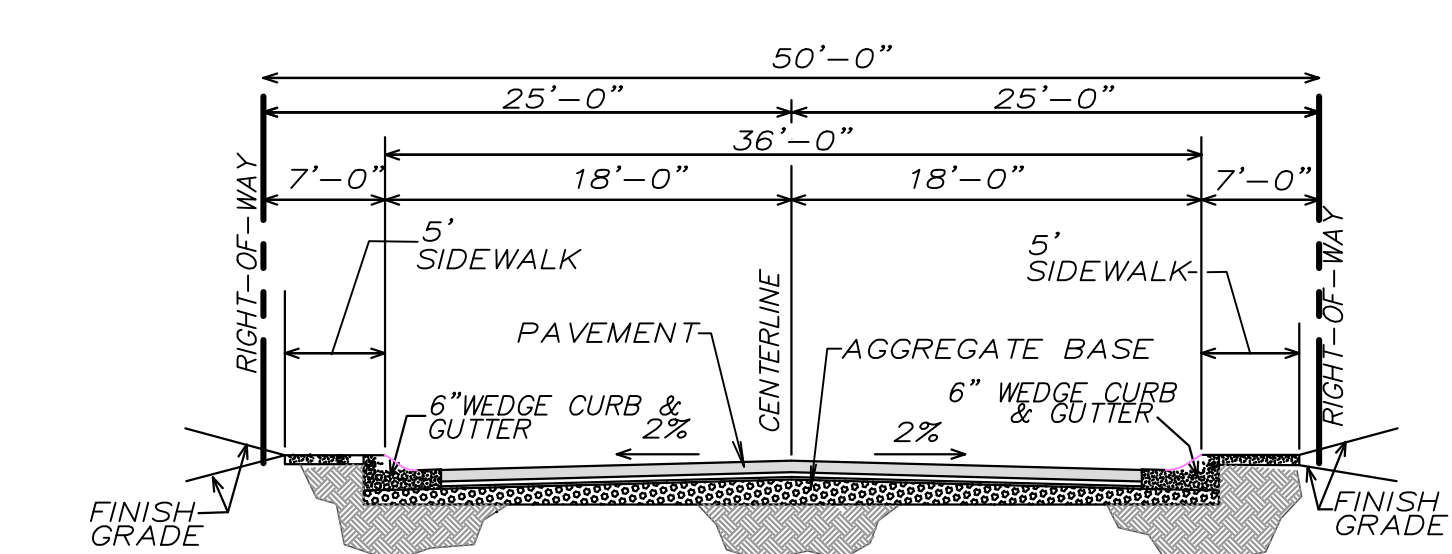 50'-0"
25'-0"
25'-0"
36'-0"
7'-0"
18'-0"
18'-0"
7'-0"
RIGHT-OF-WAY
5'
SIDEWALK
CENTERLINE
5'
SIDEWALK
RIGHT-OF-WAY
PAVEMENT
AGGREGATE BASE
6" WEDGE CURB &
GUTTER
2%
2%
6" WEDGE CURB
& GUTTER
FINISH
GRADE
FINISH
GRADE